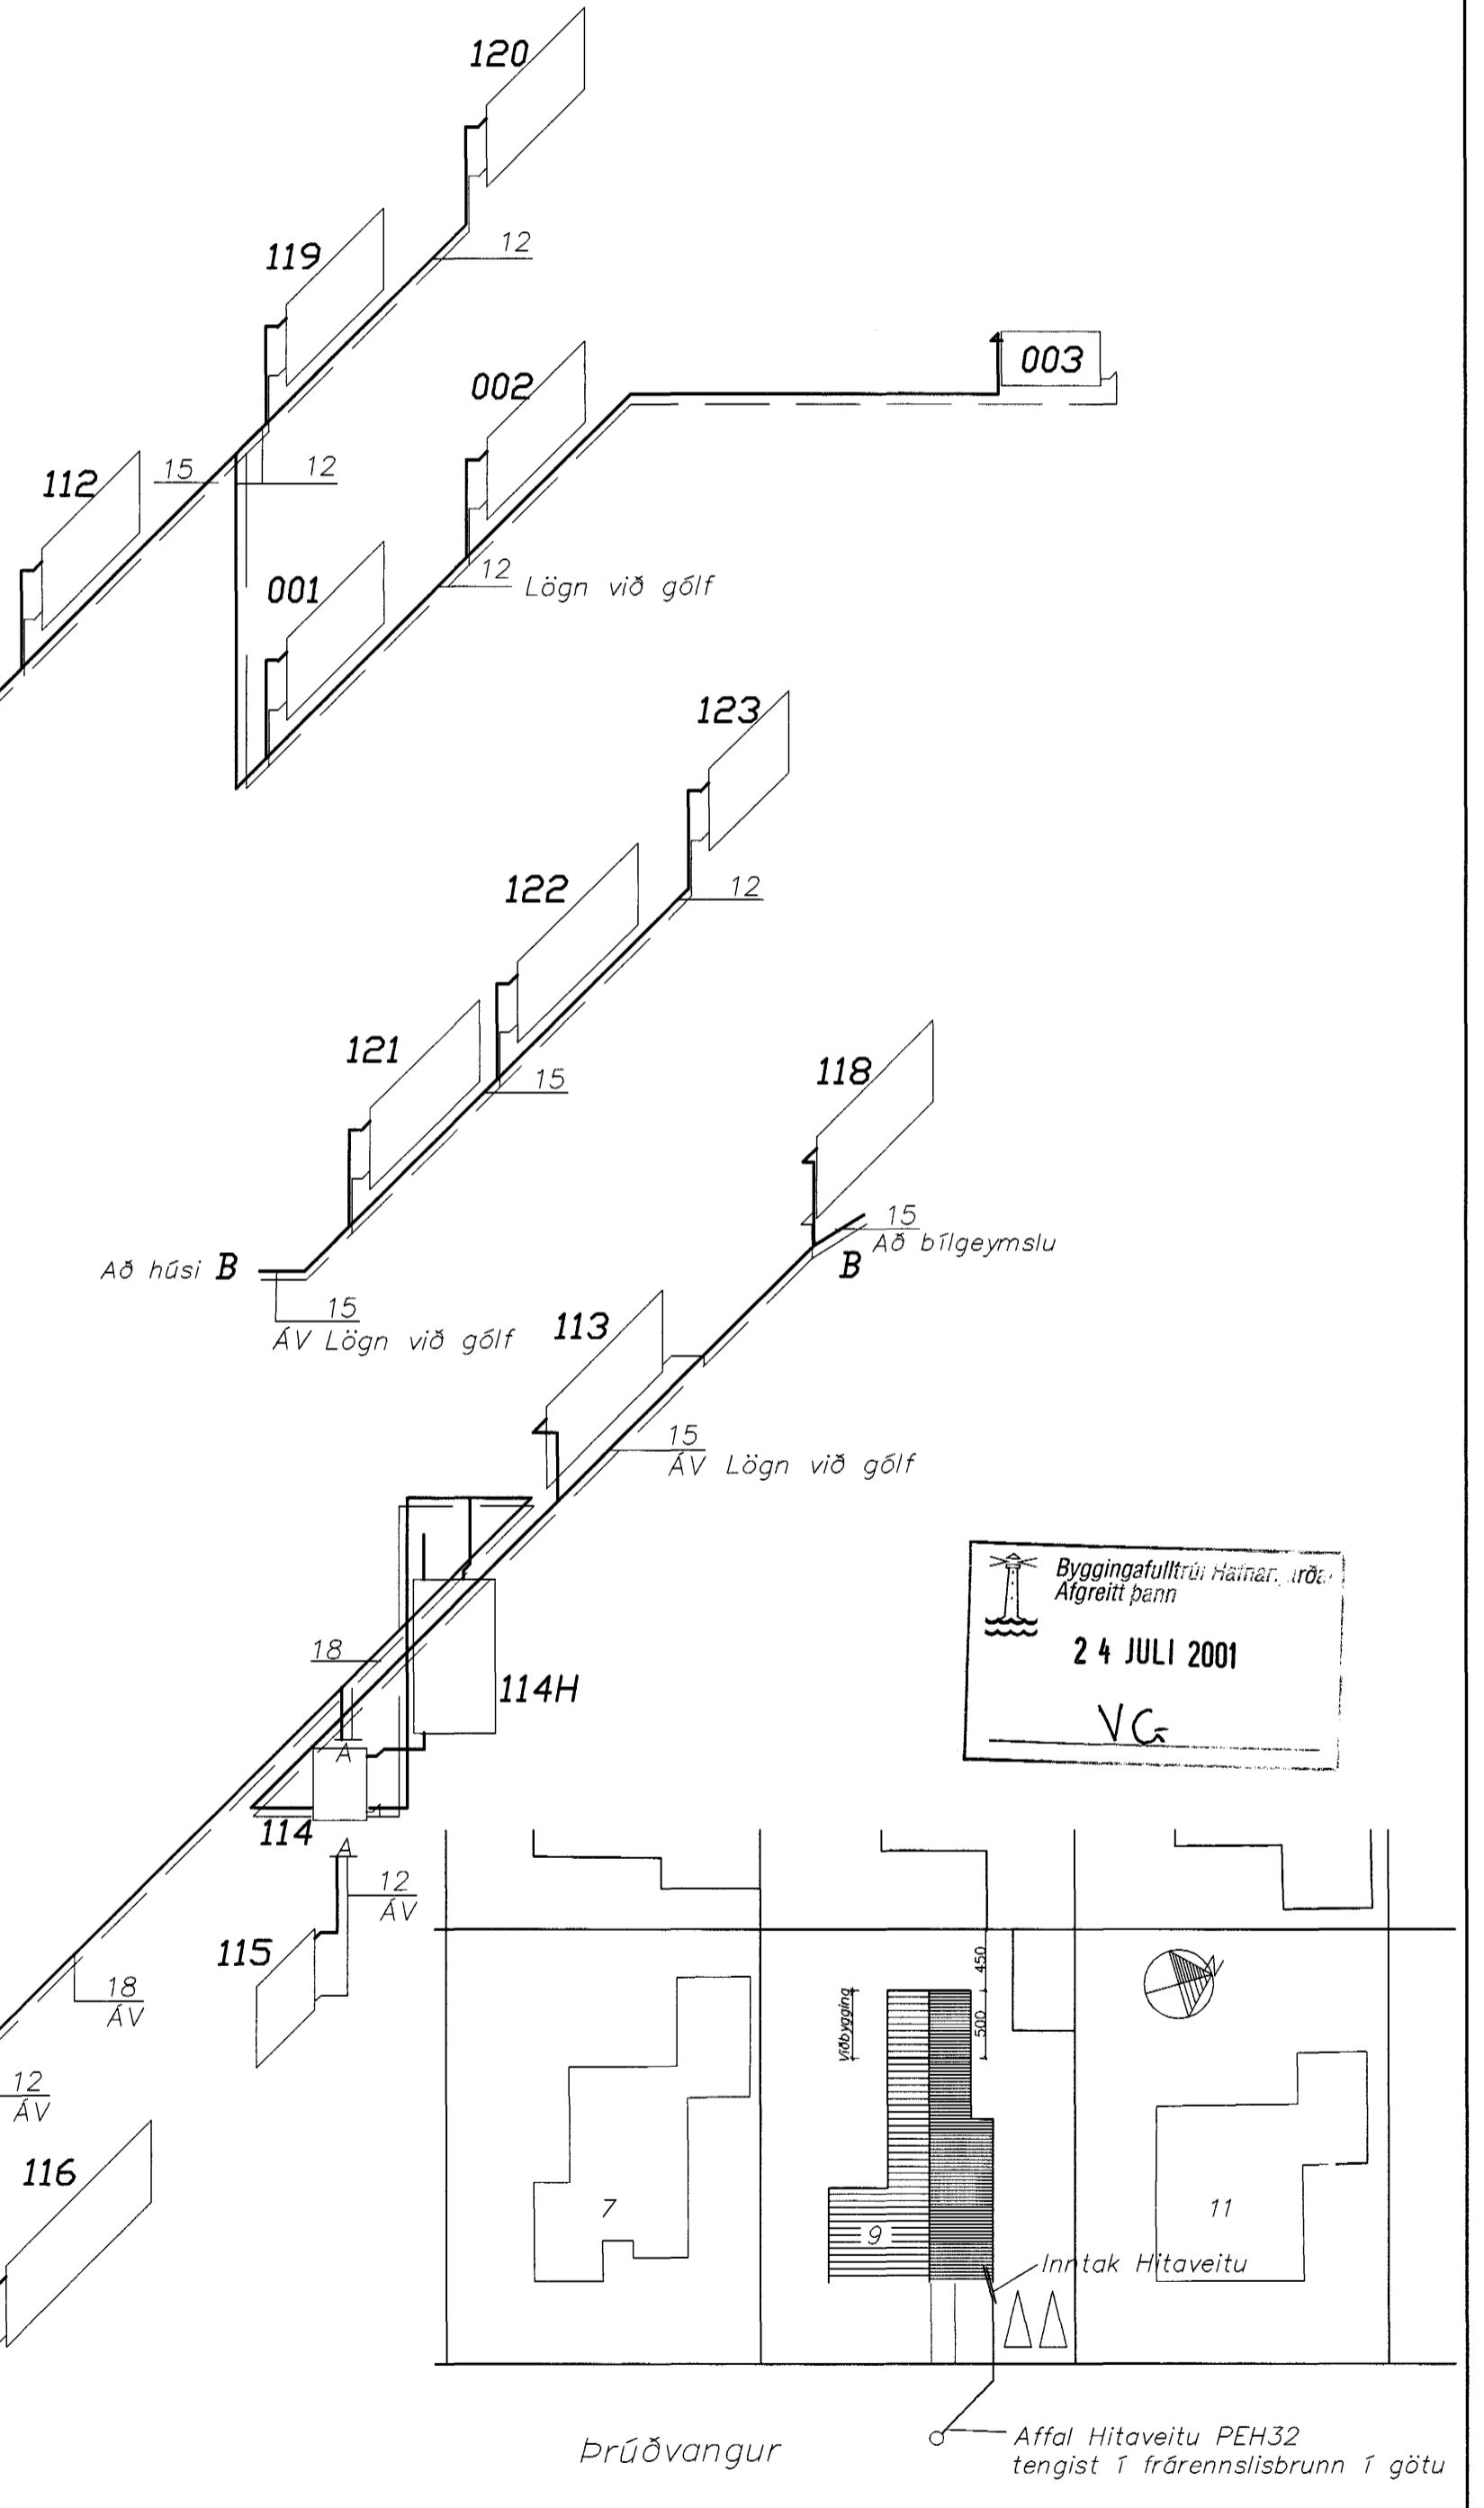 120
119
12
002
003
112
15
12
001
12
Lögn við gólf
123
122
12
121
15
118
15
Að bílgeymslu
B
Að húsi B
15
ÁV Lögn við gólf
113
15
ÁV Lögn við gólf
18
114H
A
114
A
12
ÁV
115
18
ÁV
12
ÁV
116
Byggingafulltrúi
Afgreitt þann
24 JULI 2001
VG
450
500
Viðbygging
N
7
9
11
Inntak Hitaveitu
Þrúðvangur
Affal Hitaveitu PEH32
tengist í frárennslisbrunn í götu